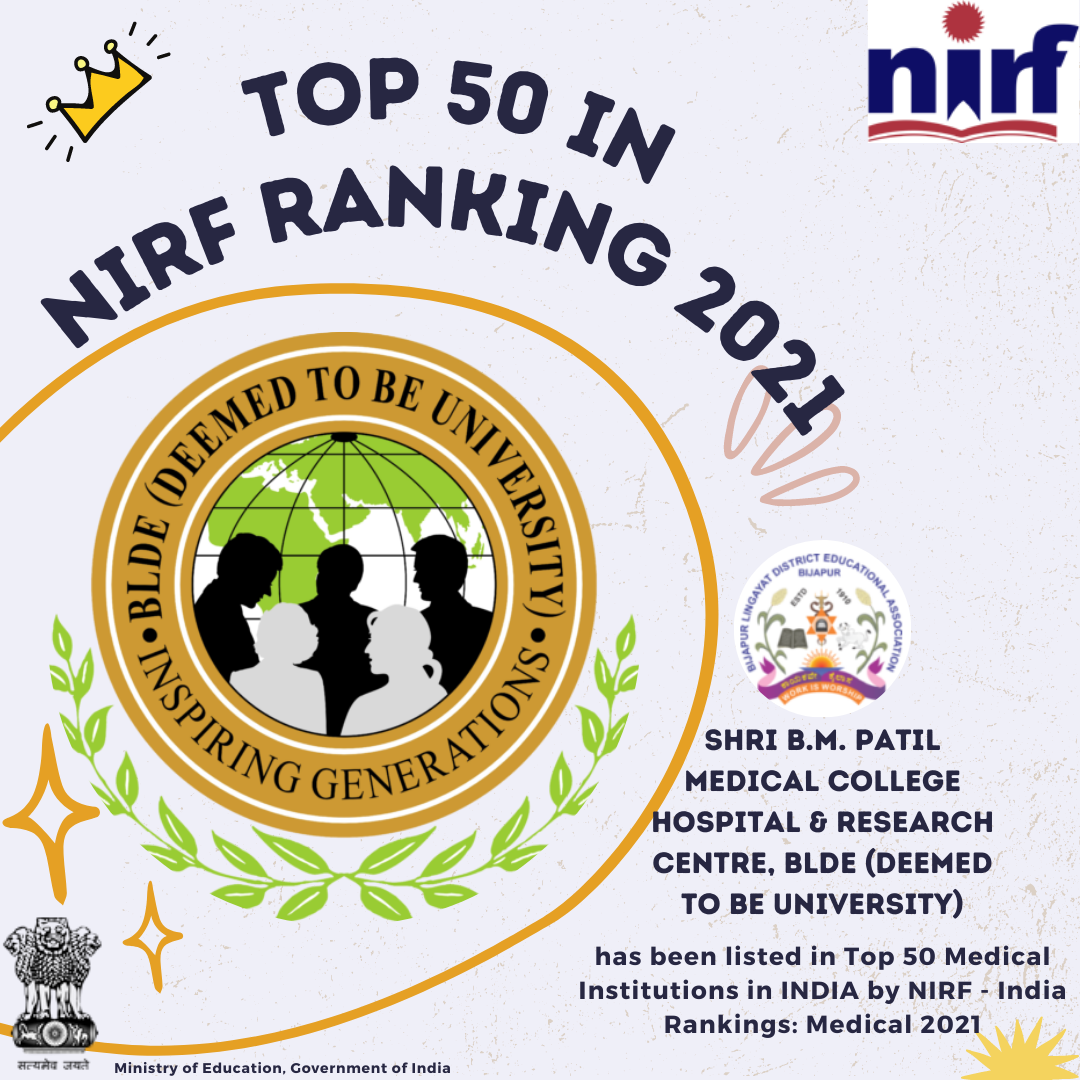 TOP 50 IN
NIRF RANKING 2021
nirf
BLDE (DEEMED TO BE UNIVERSITY)
INSPIRING GENERATIONS
BIJAPUR LINGAYAT DISTRICT EDUCATIONAL ASSOCIATION
BIJAPUR
ESTD 1910
ಕಾಯಕವೇ ಕೈಲಾಸ
WORK IS WORSHIP
SHRI B.M. PATIL
MEDICAL COLLEGE
HOSPITAL & RESEARCH
CENTRE, BLDE (DEEMED
TO BE UNIVERSITY)
has been listed in Top 50 Medical
Institutions in INDIA by NIRF - India
Rankings: Medical 2021
सत्यमेव जयते
Ministry of Education, Government of India